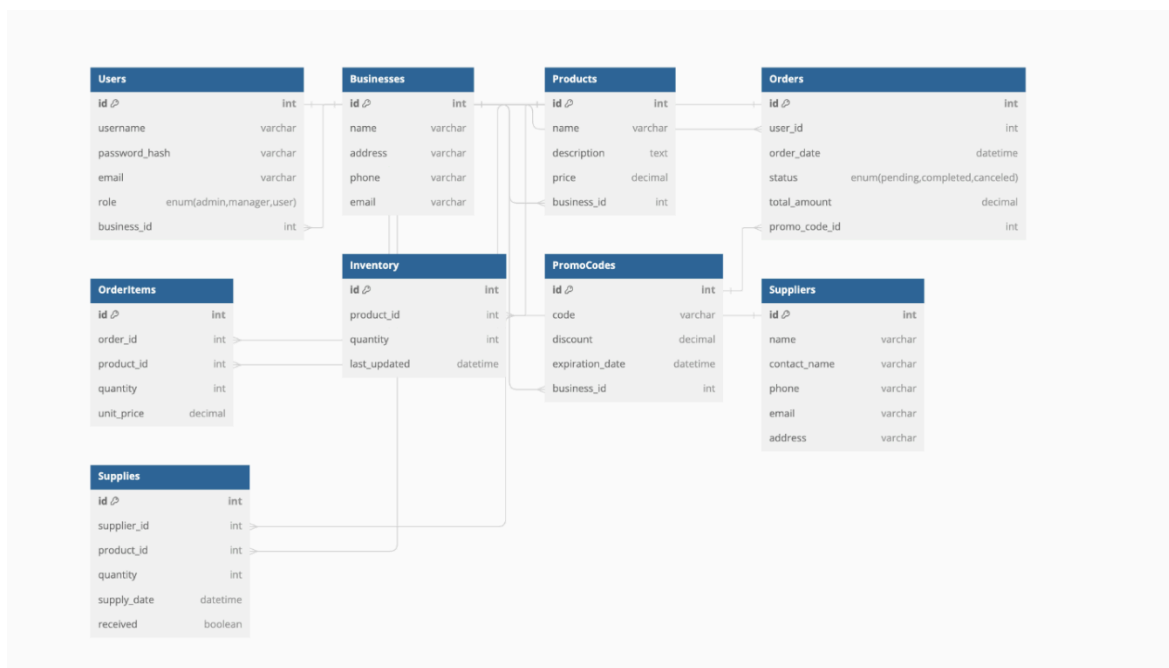 Users
id int
username varchar
password_hash varchar
email varchar
role enum(admin,manager,user)
business_id int
Businesses
id int
name varchar
address varchar
phone varchar
email varchar
Products
id int
name varchar
description text
price decimal
business_id int
Orders
id int
user_id int
order_date datetime
status enum(pending,completed,canceled)
total_amount decimal
promo_code_id int
OrderItems
id int
order_id int
product_id int
quantity int
unit_price decimal
Inventory
id int
product_id int
quantity int
last_updated datetime
PromoCodes
id int
code varchar
discount decimal
expiration_date datetime
business_id int
Suppliers
id int
name varchar
contact_name varchar
phone varchar
email varchar
address varchar
Supplies
id int
supplier_id int
product_id int
quantity int
supply_date datetime
received boolean